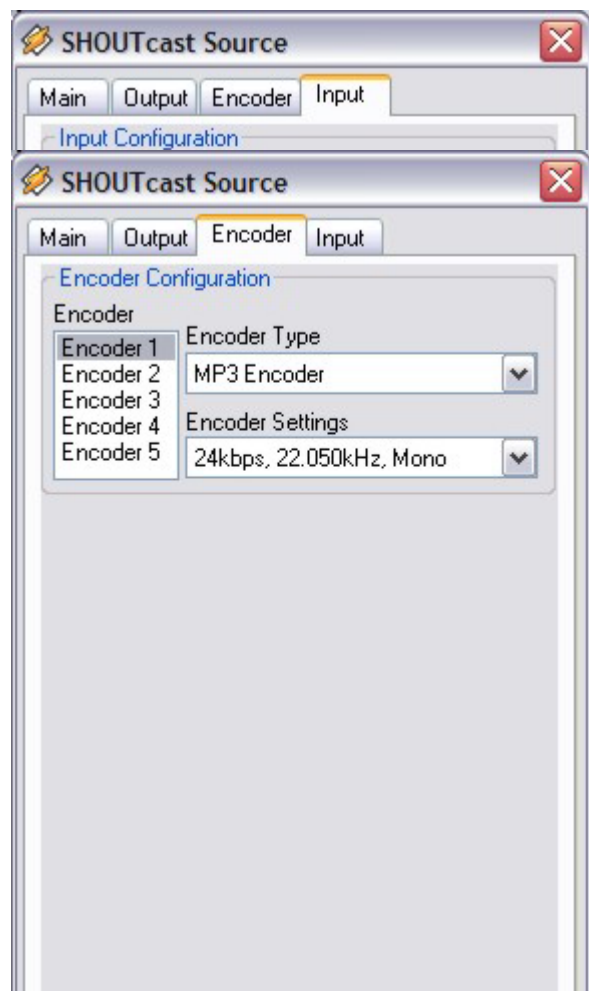 SHOUTcast Source
Main Output Encoder Input
Input Configuration
SHOUTcast Source
Main Output Encoder Input
Encoder Configuration
Encoder
Encoder 1
Encoder 2
Encoder 3
Encoder 4
Encoder 5
Encoder Type
MP3 Encoder
Encoder Settings
24kbps, 22.050kHz, Mono